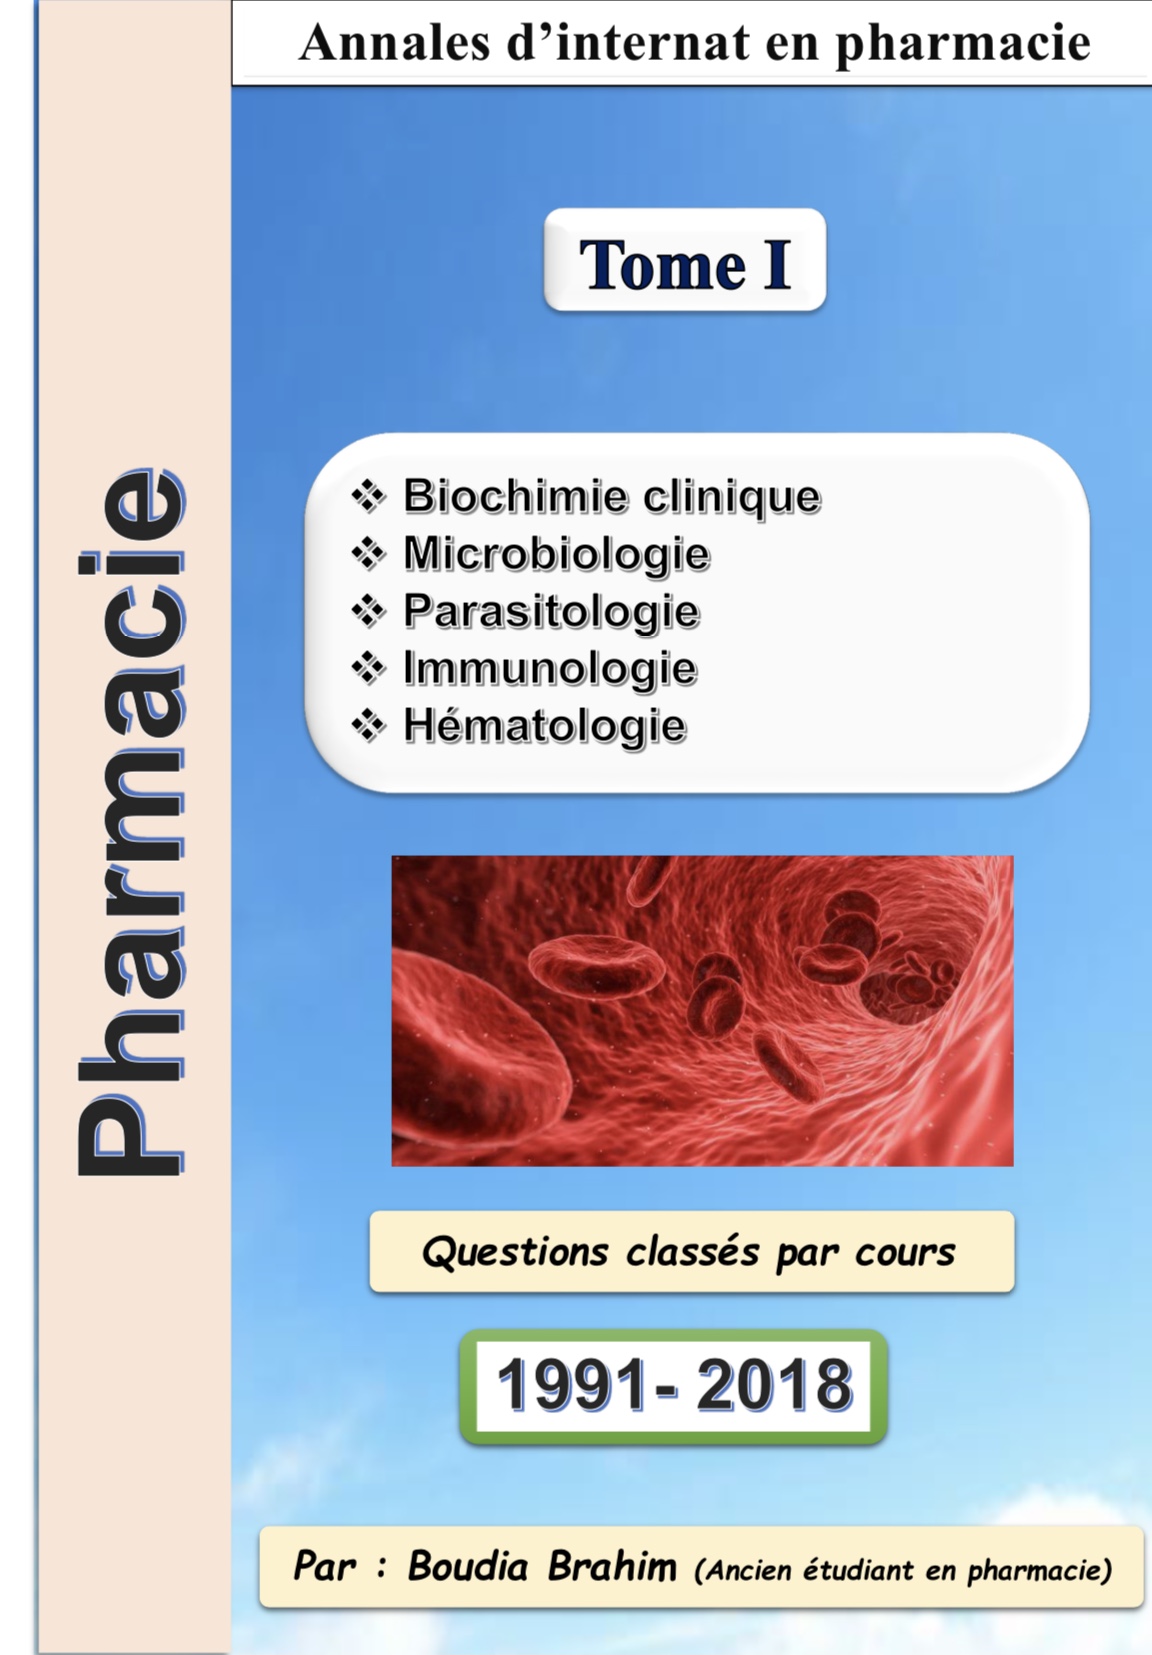 Annales d’internat en pharmacie
Pharmacie
Tome I
❖ Biochimie clinique
❖ Microbiologie
❖ Parasitologie
❖ Immunologie
❖ Hématologie
Questions classés par cours
1991- 2018
Par : Boudia Brahim (Ancien étudiant en pharmacie)